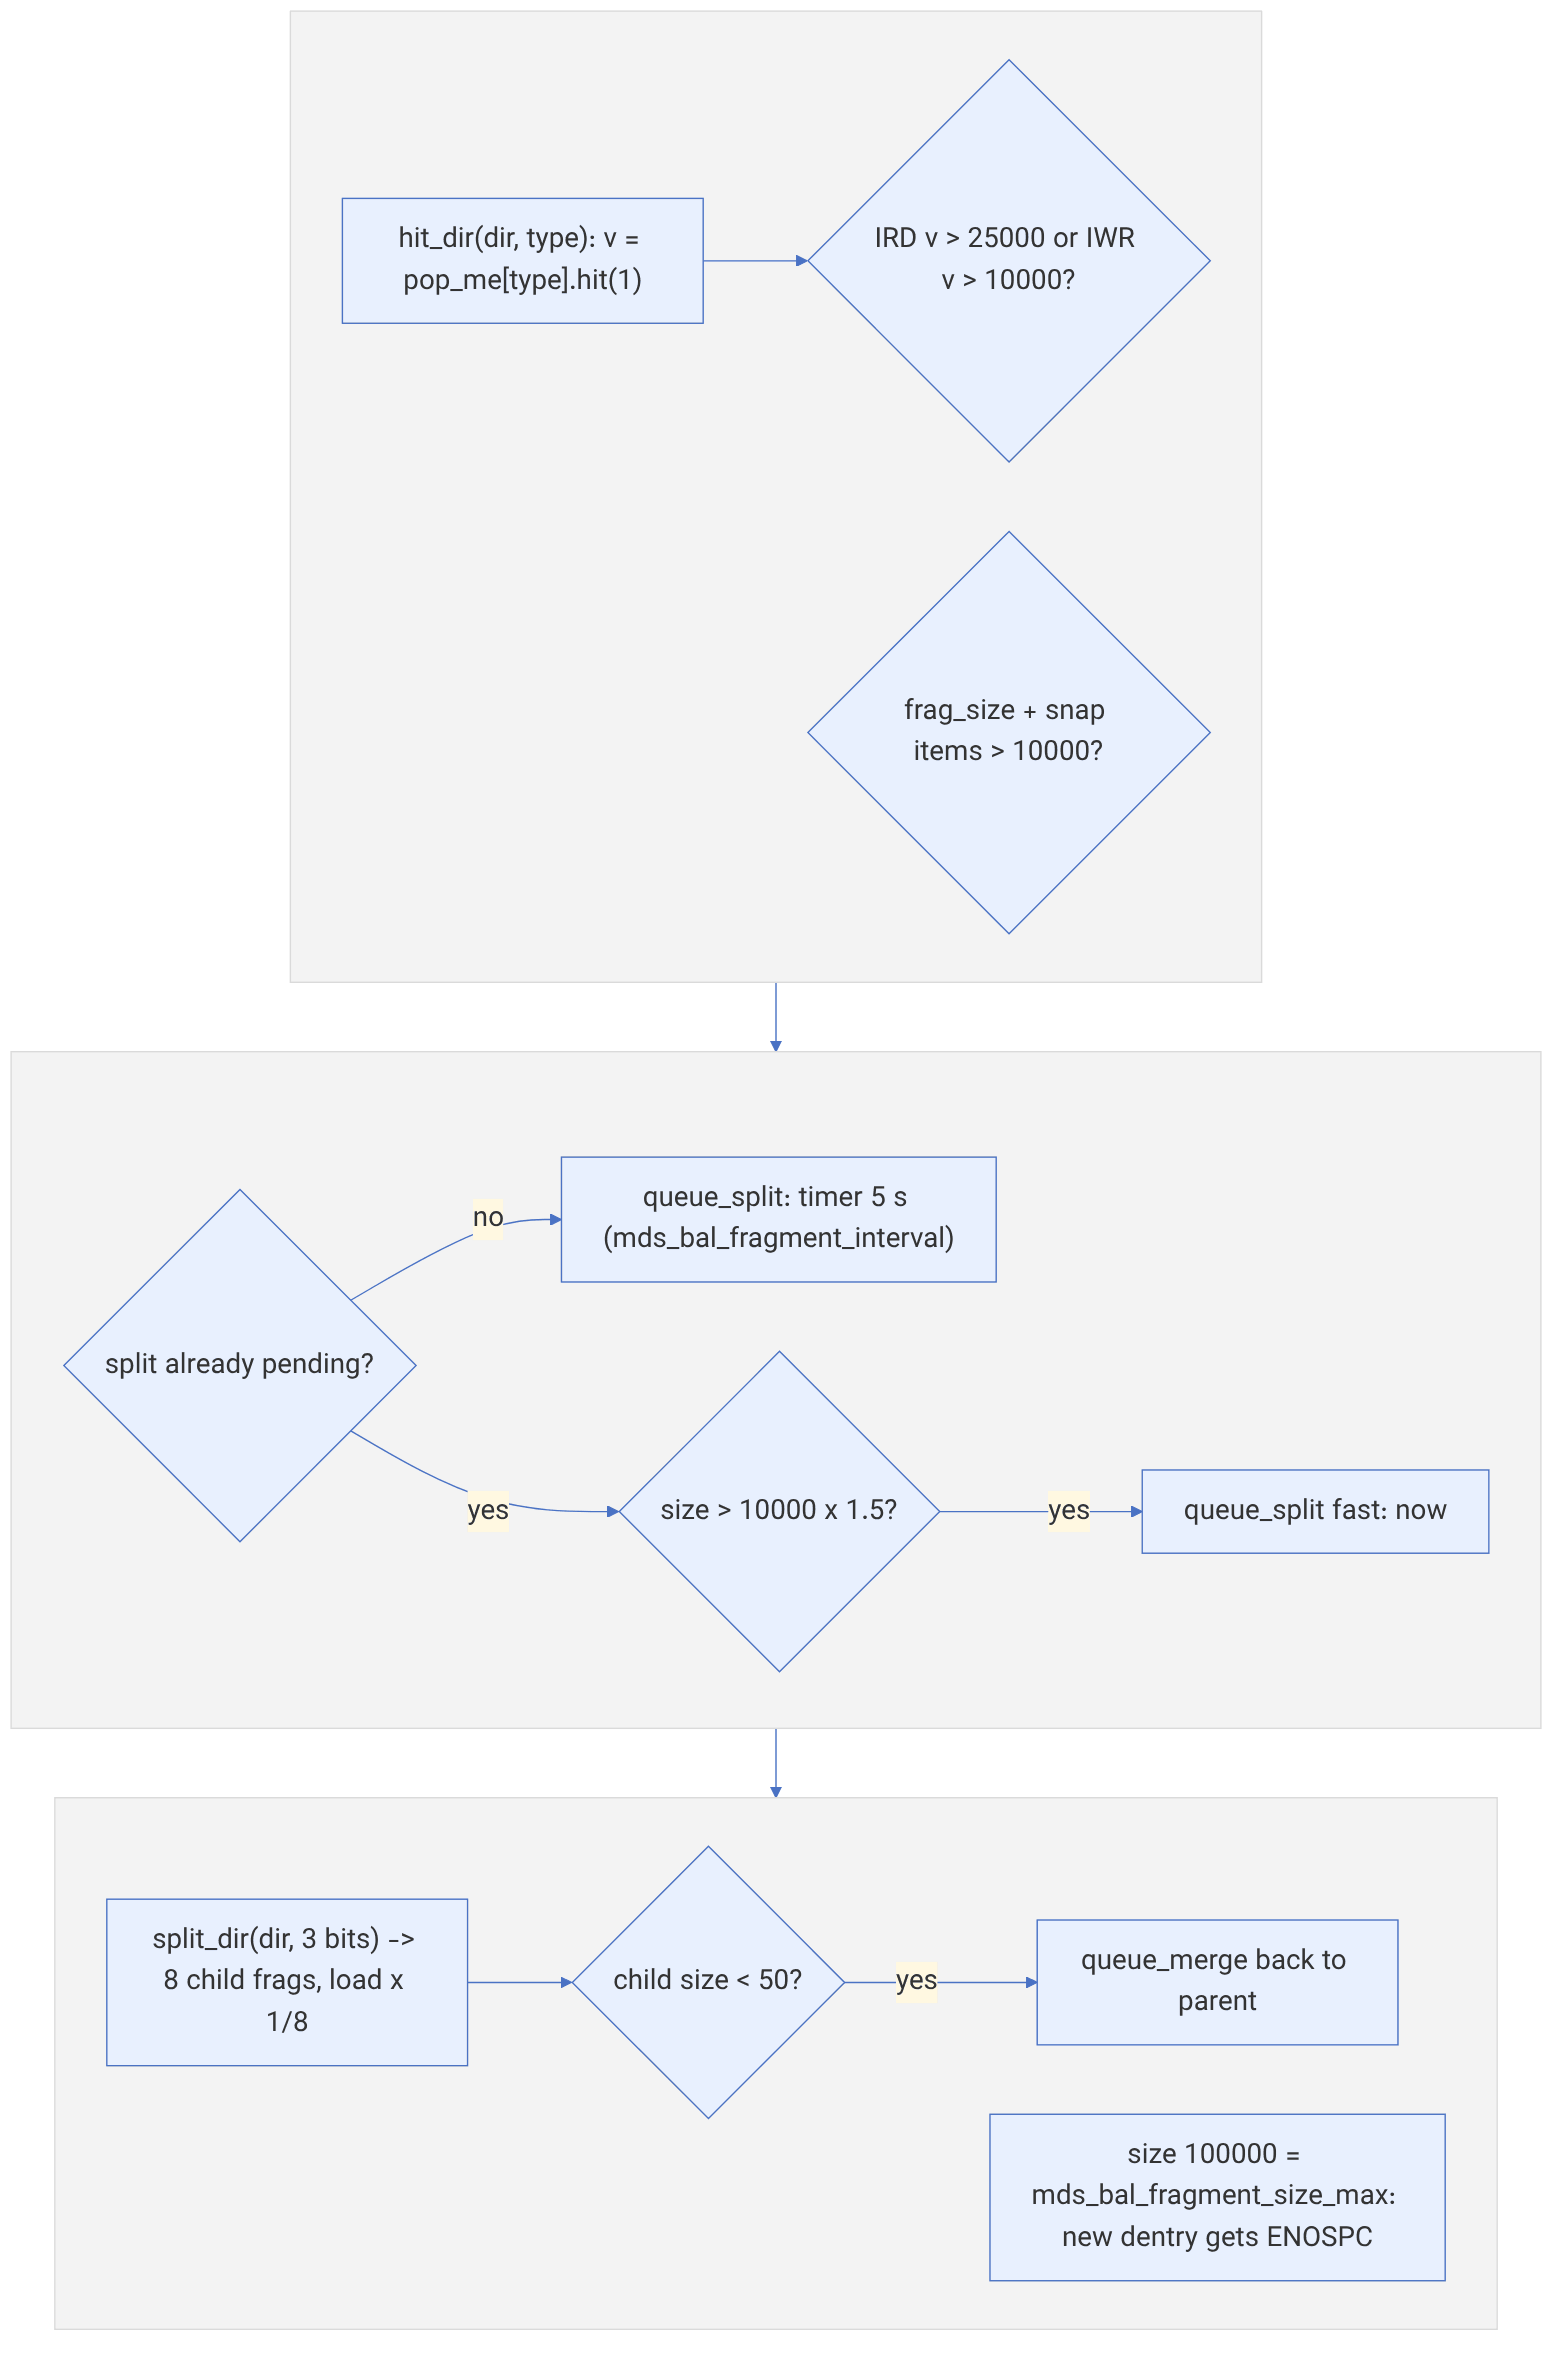 hit_dir(dir, type): v =
pop_me[type].hit(1)
IRD v > 25000 or IWR
v > 10000?
frag_size + snap
items > 10000?
split already pending?
no
queue_split: timer 5 s
(mds_bal_fragment_interval)
yes
size > 10000 x 1.5?
yes
queue_split fast: now
split_dir(dir, 3 bits) ->
8 child frags, load x
1/8
child size < 50?
yes
queue_merge back to
parent
size 100000 =
mds_bal_fragment_size_max:
new dentry gets ENOSPC